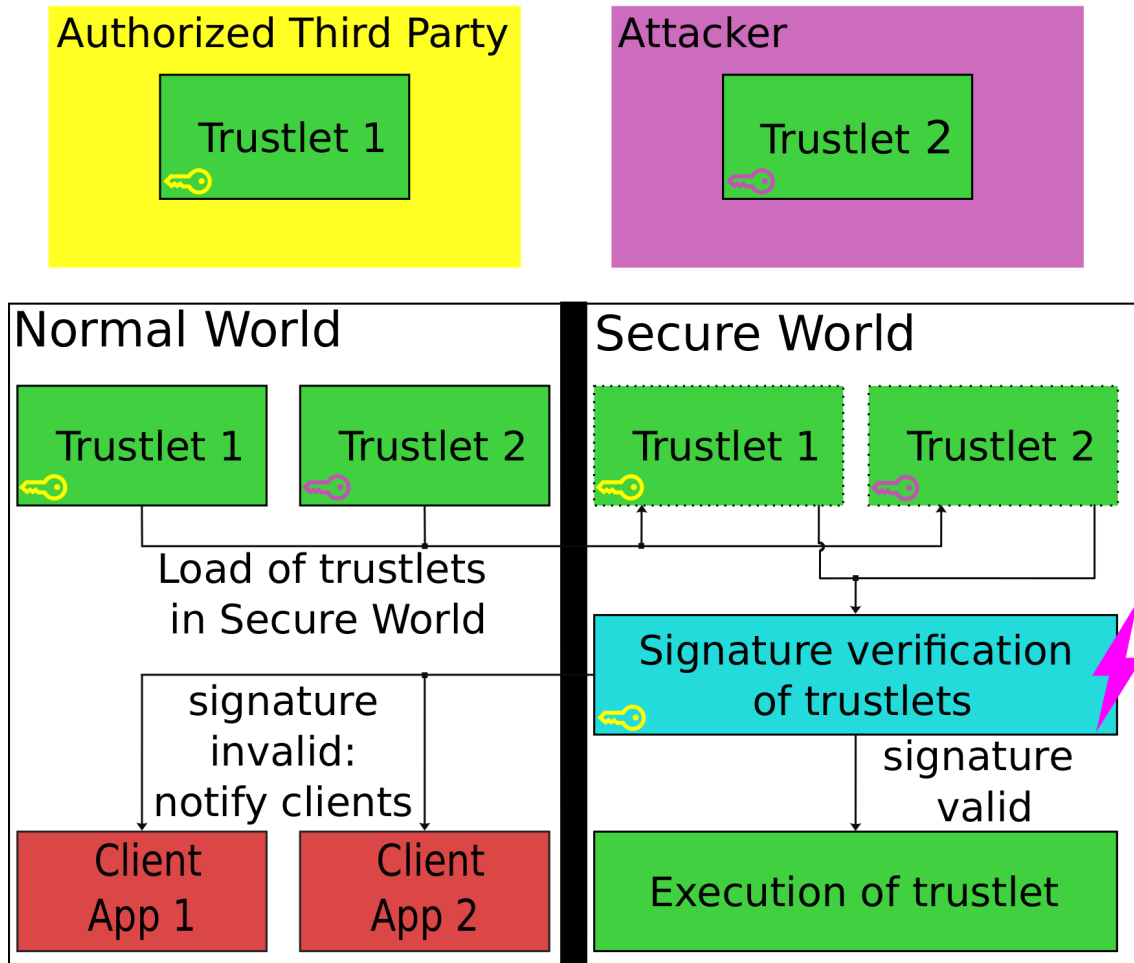 Authorized Third Party
Trustlet 1
Attacker
Trustlet 2
Normal World
Trustlet 1
Trustlet 2
Load of trustlets
in Secure World
signature
invalid:
notify clients
Client
App 1
Client
App 2
Secure World
Trustlet 1
Trustlet 2
Signature verification
of trustlets
signature
valid
Execution of trustlet